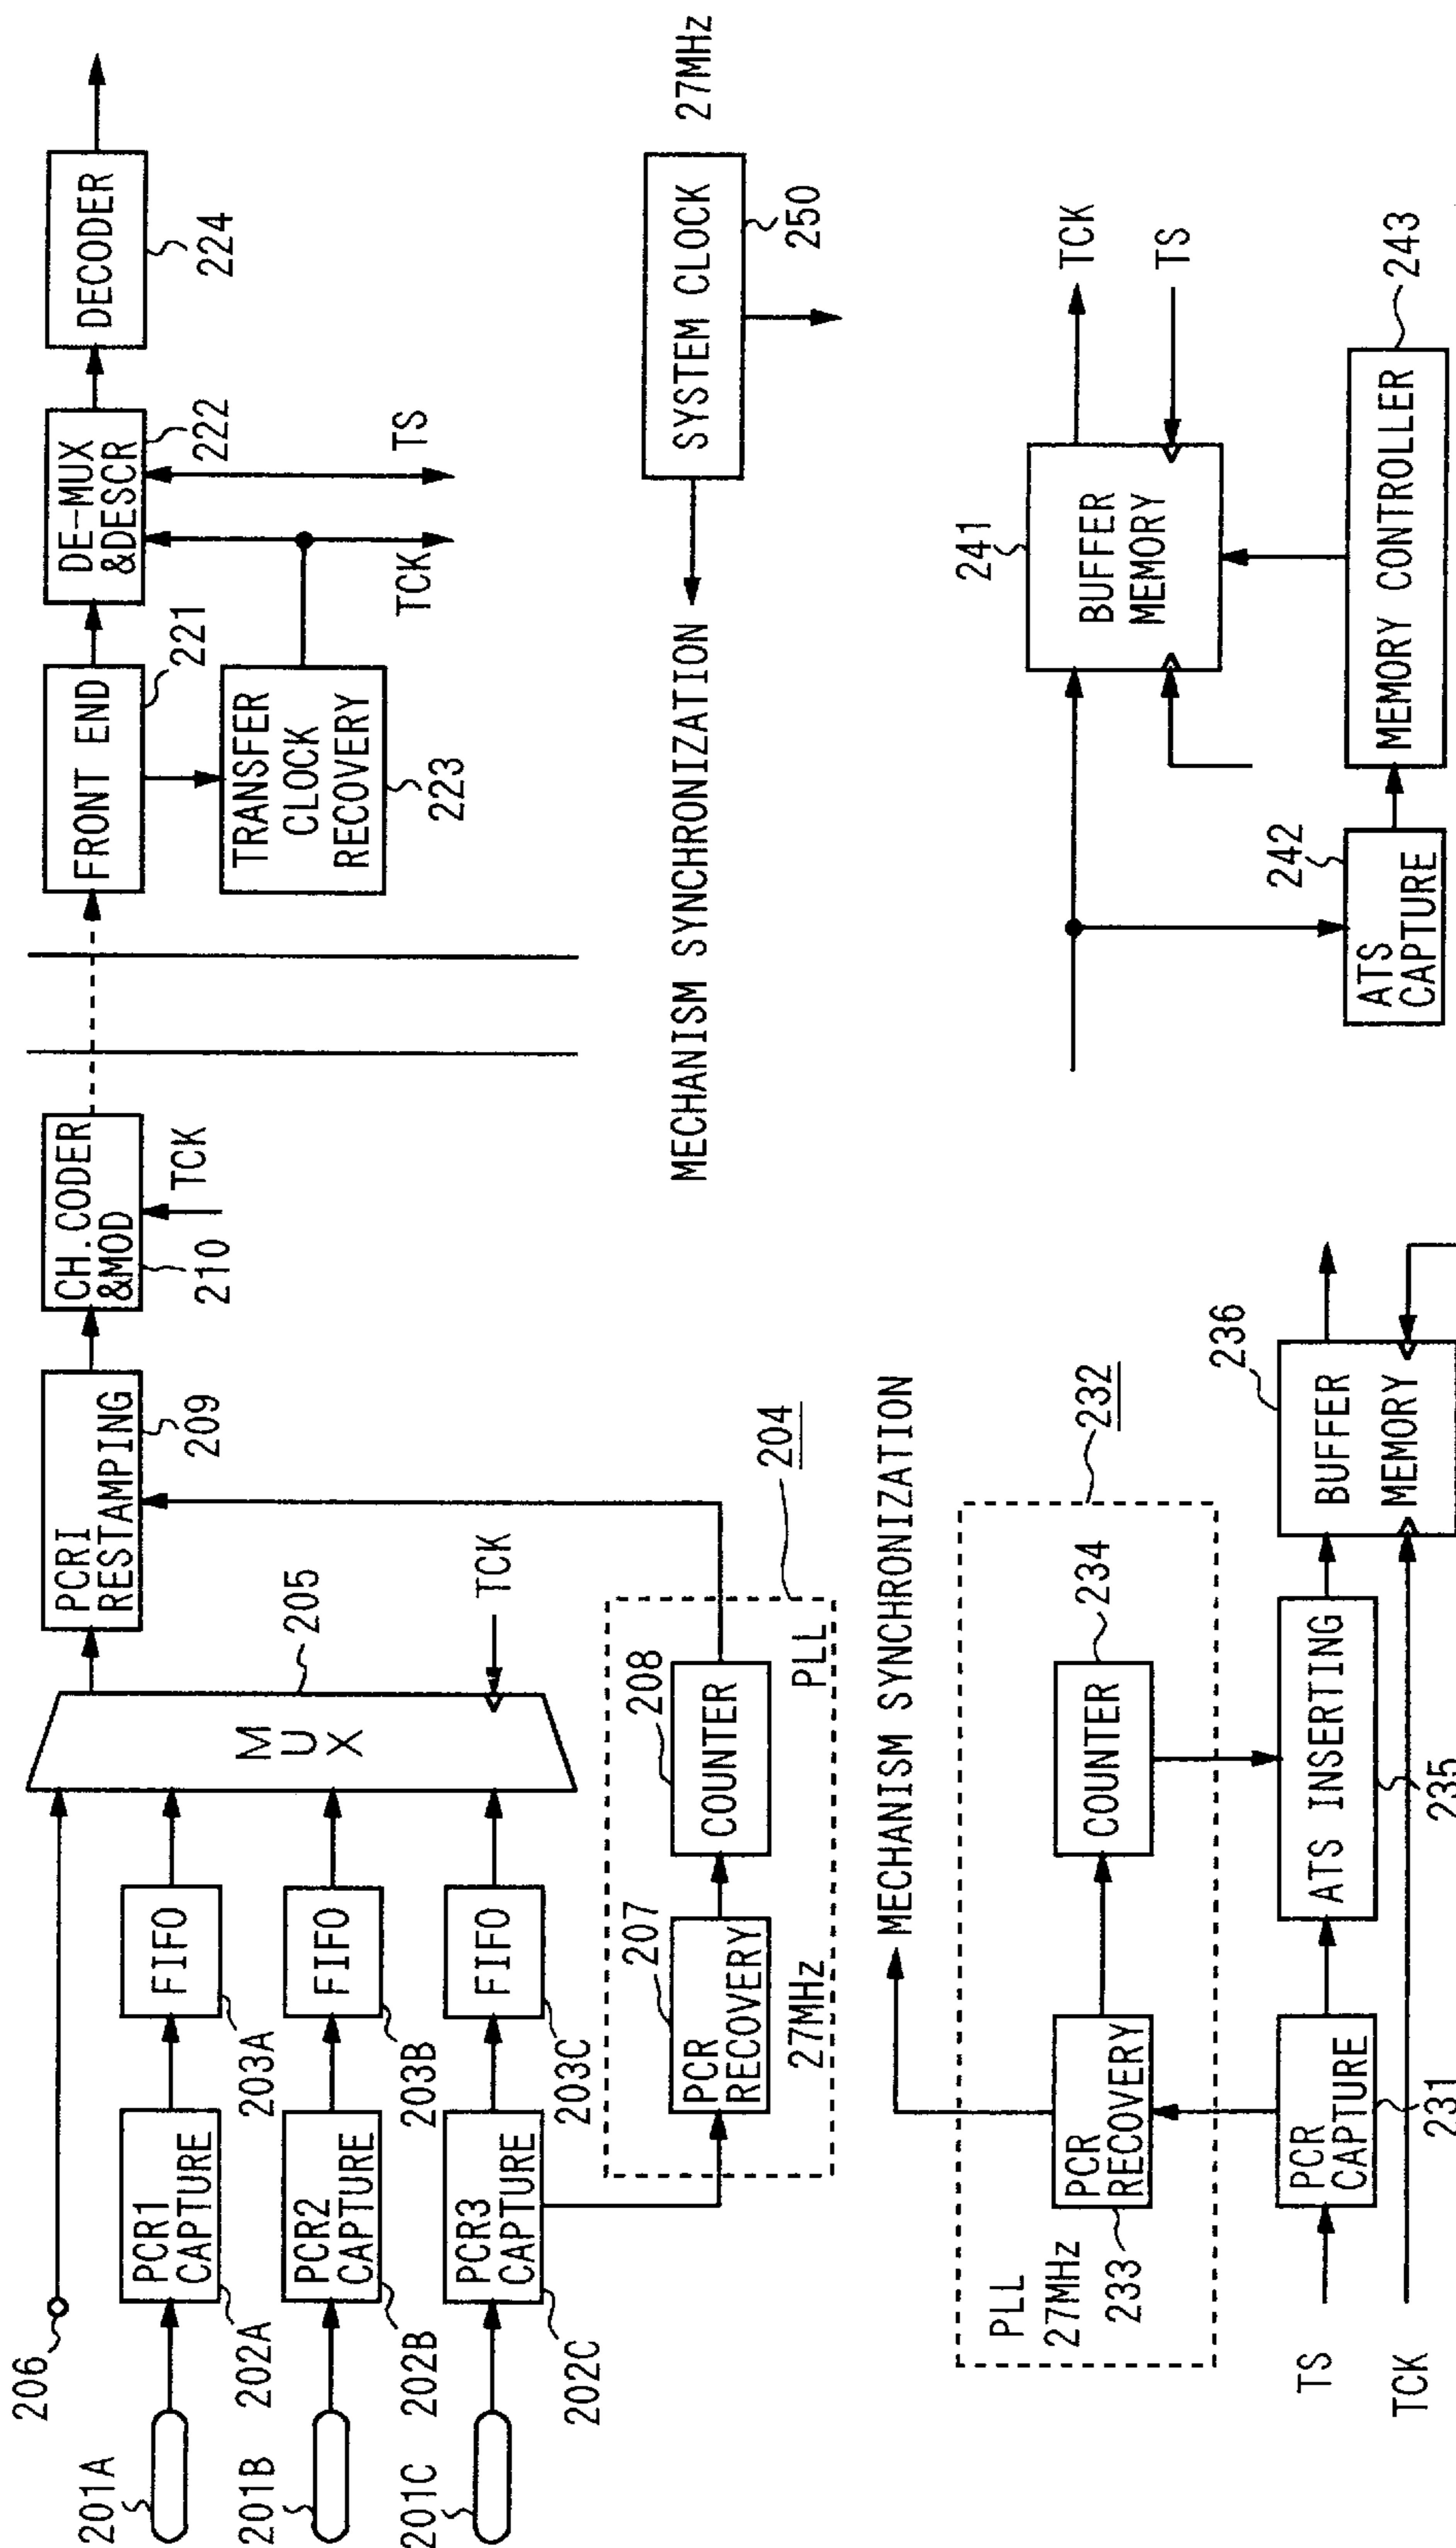 206
201A
201B
201C
PCR1
CAPTURE
202A
PCR2
CAPTURE
202B
PCR3
CAPTURE
202C
FIFO
203A
FIFO
203B
FIFO
203C
MUX
205
TCK
PCR
RECOVERY
207
27MHz
COUNTER
208
PLL
204
PCRI
RESTAMPING
209
CH.CODER
&MOD
210
TCK
FRONT END
221
TRANSFER
CLOCK
RECOVERY
223
DE-MUX
&DESCR
222
TCK
TS
DECODER
224
MECHANISM SYNCHRONIZATION
SYSTEM CLOCK
250
27MHz
MECHANISM SYNCHRONIZATION
PLL
27MHz
PCR
RECOVERY
233
COUNTER
234
232
TS
TCK
PCR
CAPTURE
231
ATS INSERTING
235
BUFFER
MEMORY
236
ATS
CAPTURE
242
BUFFER
MEMORY
241
TCK
TS
MEMORY CONTROLLER
243